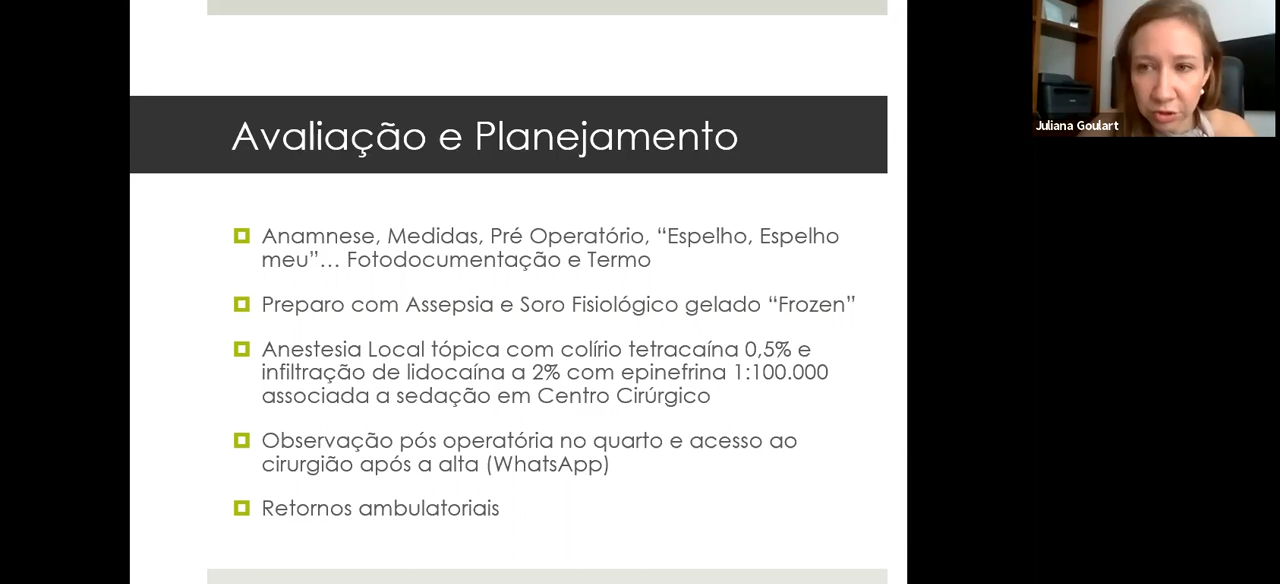 Avaliação e Planejamento
Anamnese, Medidas, Pré Operatório, “Espelho, Espelho
meu”... Fotodocumentação e Termo
Preparo com Assepsia e Soro Fisiológico gelado “Frozen”
Anestesia Local tópica com colírio tetracaína 0,5% e
infiltração de lidocaína a 2% com epinefrina 1:100.000
associada a sedação em Centro Cirúrgico
Observação pós operatória no quarto e acesso ao
cirurgião após a alta (WhatsApp)
Retornos ambulatoriais
Juliana Goulart